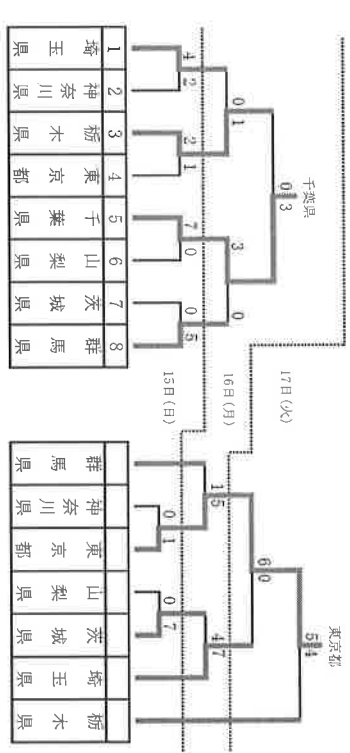 千葉県
0 3
0 1
3 0
4 2
2 1
7 0
0 5
1 2 3 4 5 6 7 8
埼玉県
神奈川県
栃木県
東京都
千葉県
山梨県
茨城県
群馬県
17日(火)
16日(月)
15日(日)
東京都
5 4
6 0
1 5
4 7
0 1
0 7
群馬県
神奈川県
東京都
山梨県
茨城県
埼玉県
栃木県